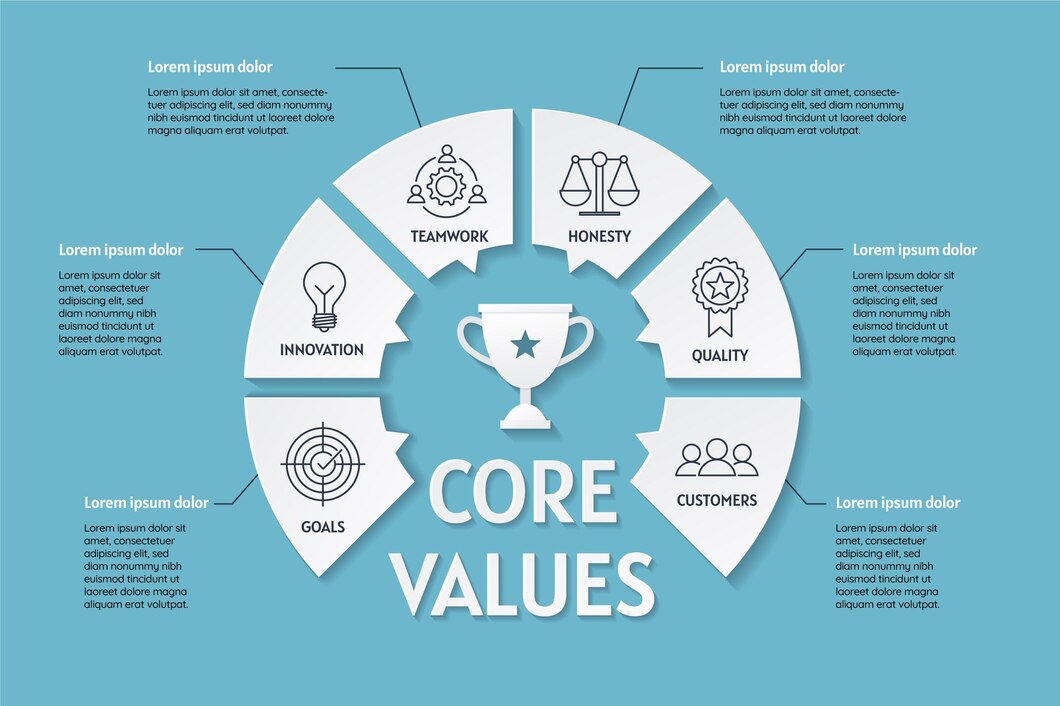 Lorem ipsum dolor
Lorem ipsum dolor sit amet, consecte-
tuer adipiscing elit, sed diam nonummy
nibh euismod tincidunt ut laoreet dolore
magna aliquam erat volutpat.
Lorem ipsum dolor
Lorem ipsum dolor sit amet, consecte-
tuer adipiscing elit, sed diam nonummy
nibh euismod tincidunt ut laoreet dolore
magna aliquam erat volutpat.
TEAMWORK
HONESTY
Lorem ipsum dolor
Lorem ipsum dolor sit
amet, consectetuer
adipiscing elit, sed
diam nonummy nibh
euismod tincidunt ut
laoreet dolore magna
aliquam erat volutpat.
INNOVATION
QUALITY
Lorem ipsum dolor
Lorem ipsum dolor sit
amet, consectetuer
adipiscing elit, sed
diam nonummy nibh
euismod tincidunt ut
laoreet dolore magna
aliquam erat volutpat.
Lorem ipsum dolor
Lorem ipsum dolor sit
amet, consectetuer
adipiscing elit, sed
diam nonummy nibh
euismod tincidunt ut
laoreet dolore magna
aliquam erat volutpat.
GOALS
CORE
VALUES
CUSTOMERS
Lorem ipsum dolor
Lorem ipsum dolor sit
amet, consectetuer
adipiscing elit, sed
diam nonummy nibh
euismod tincidunt ut
laoreet dolore magna
aliquam erat volutpat.